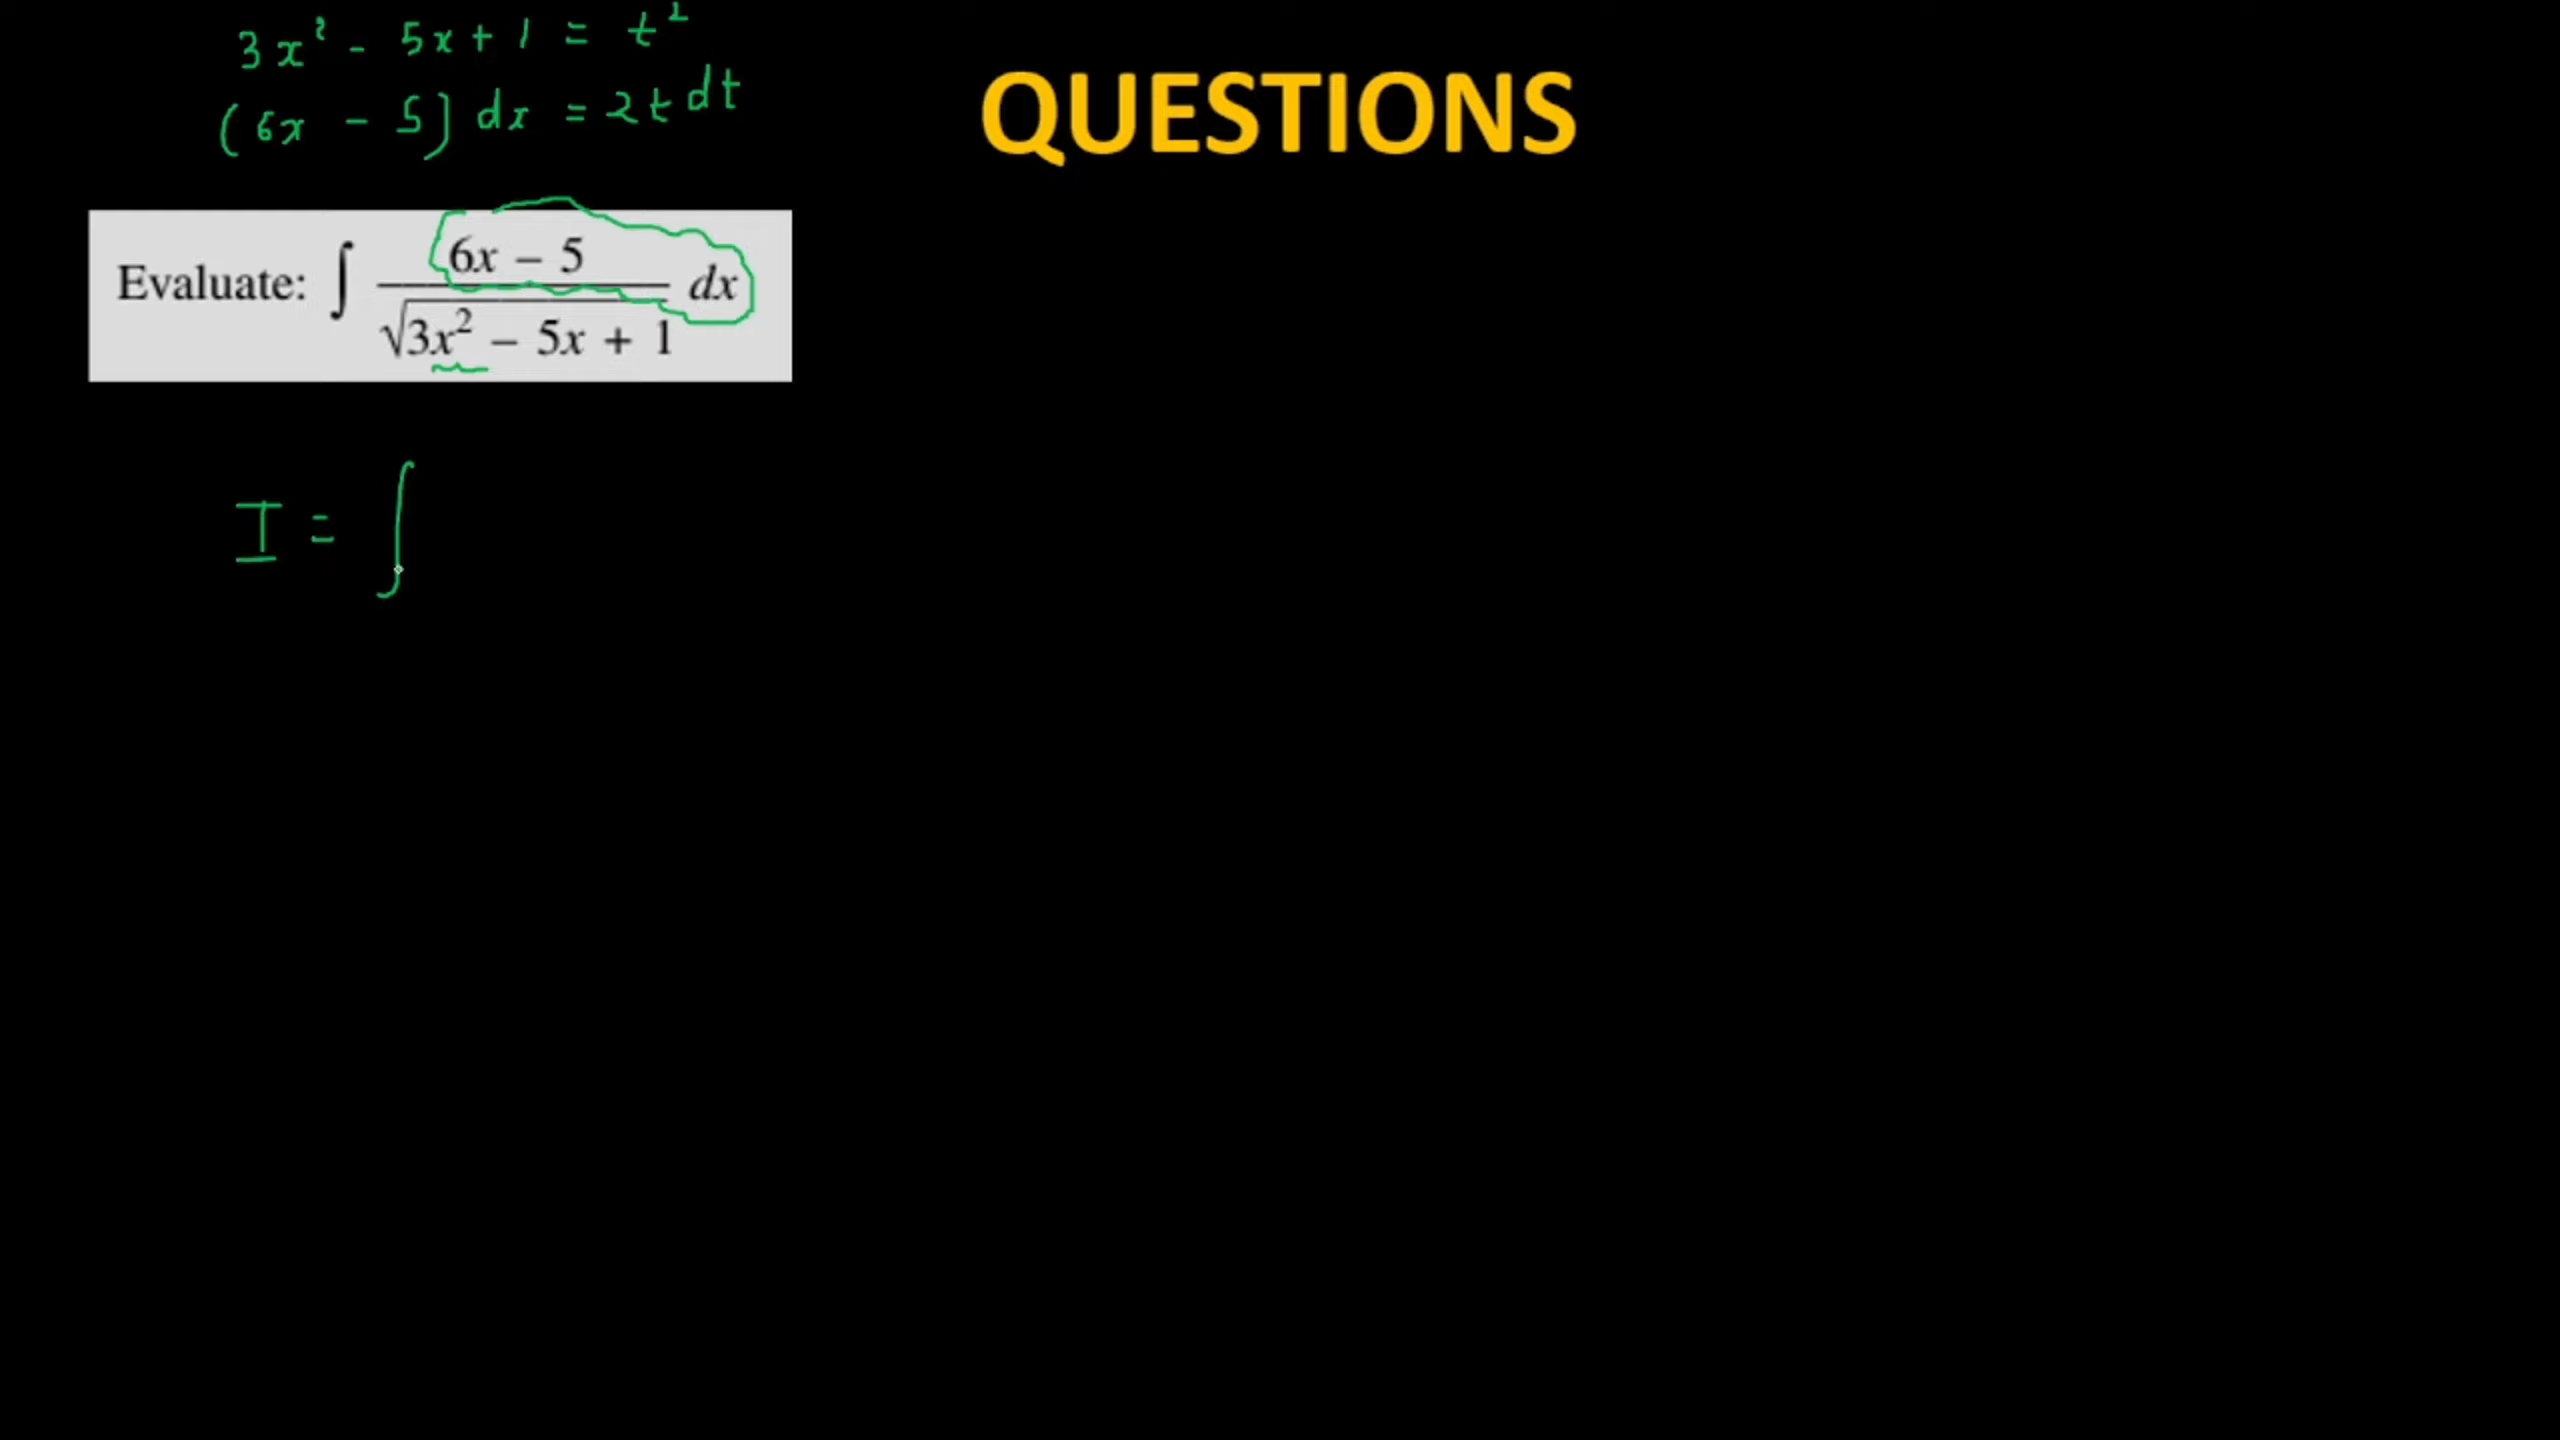 3x² - 5x + 1 = t²
(6x - 5) dx = 2t dt
QUESTIONS
Evaluate: ∫ (6x – 5)/√(3x² – 5x + 1) dx
I = ∫